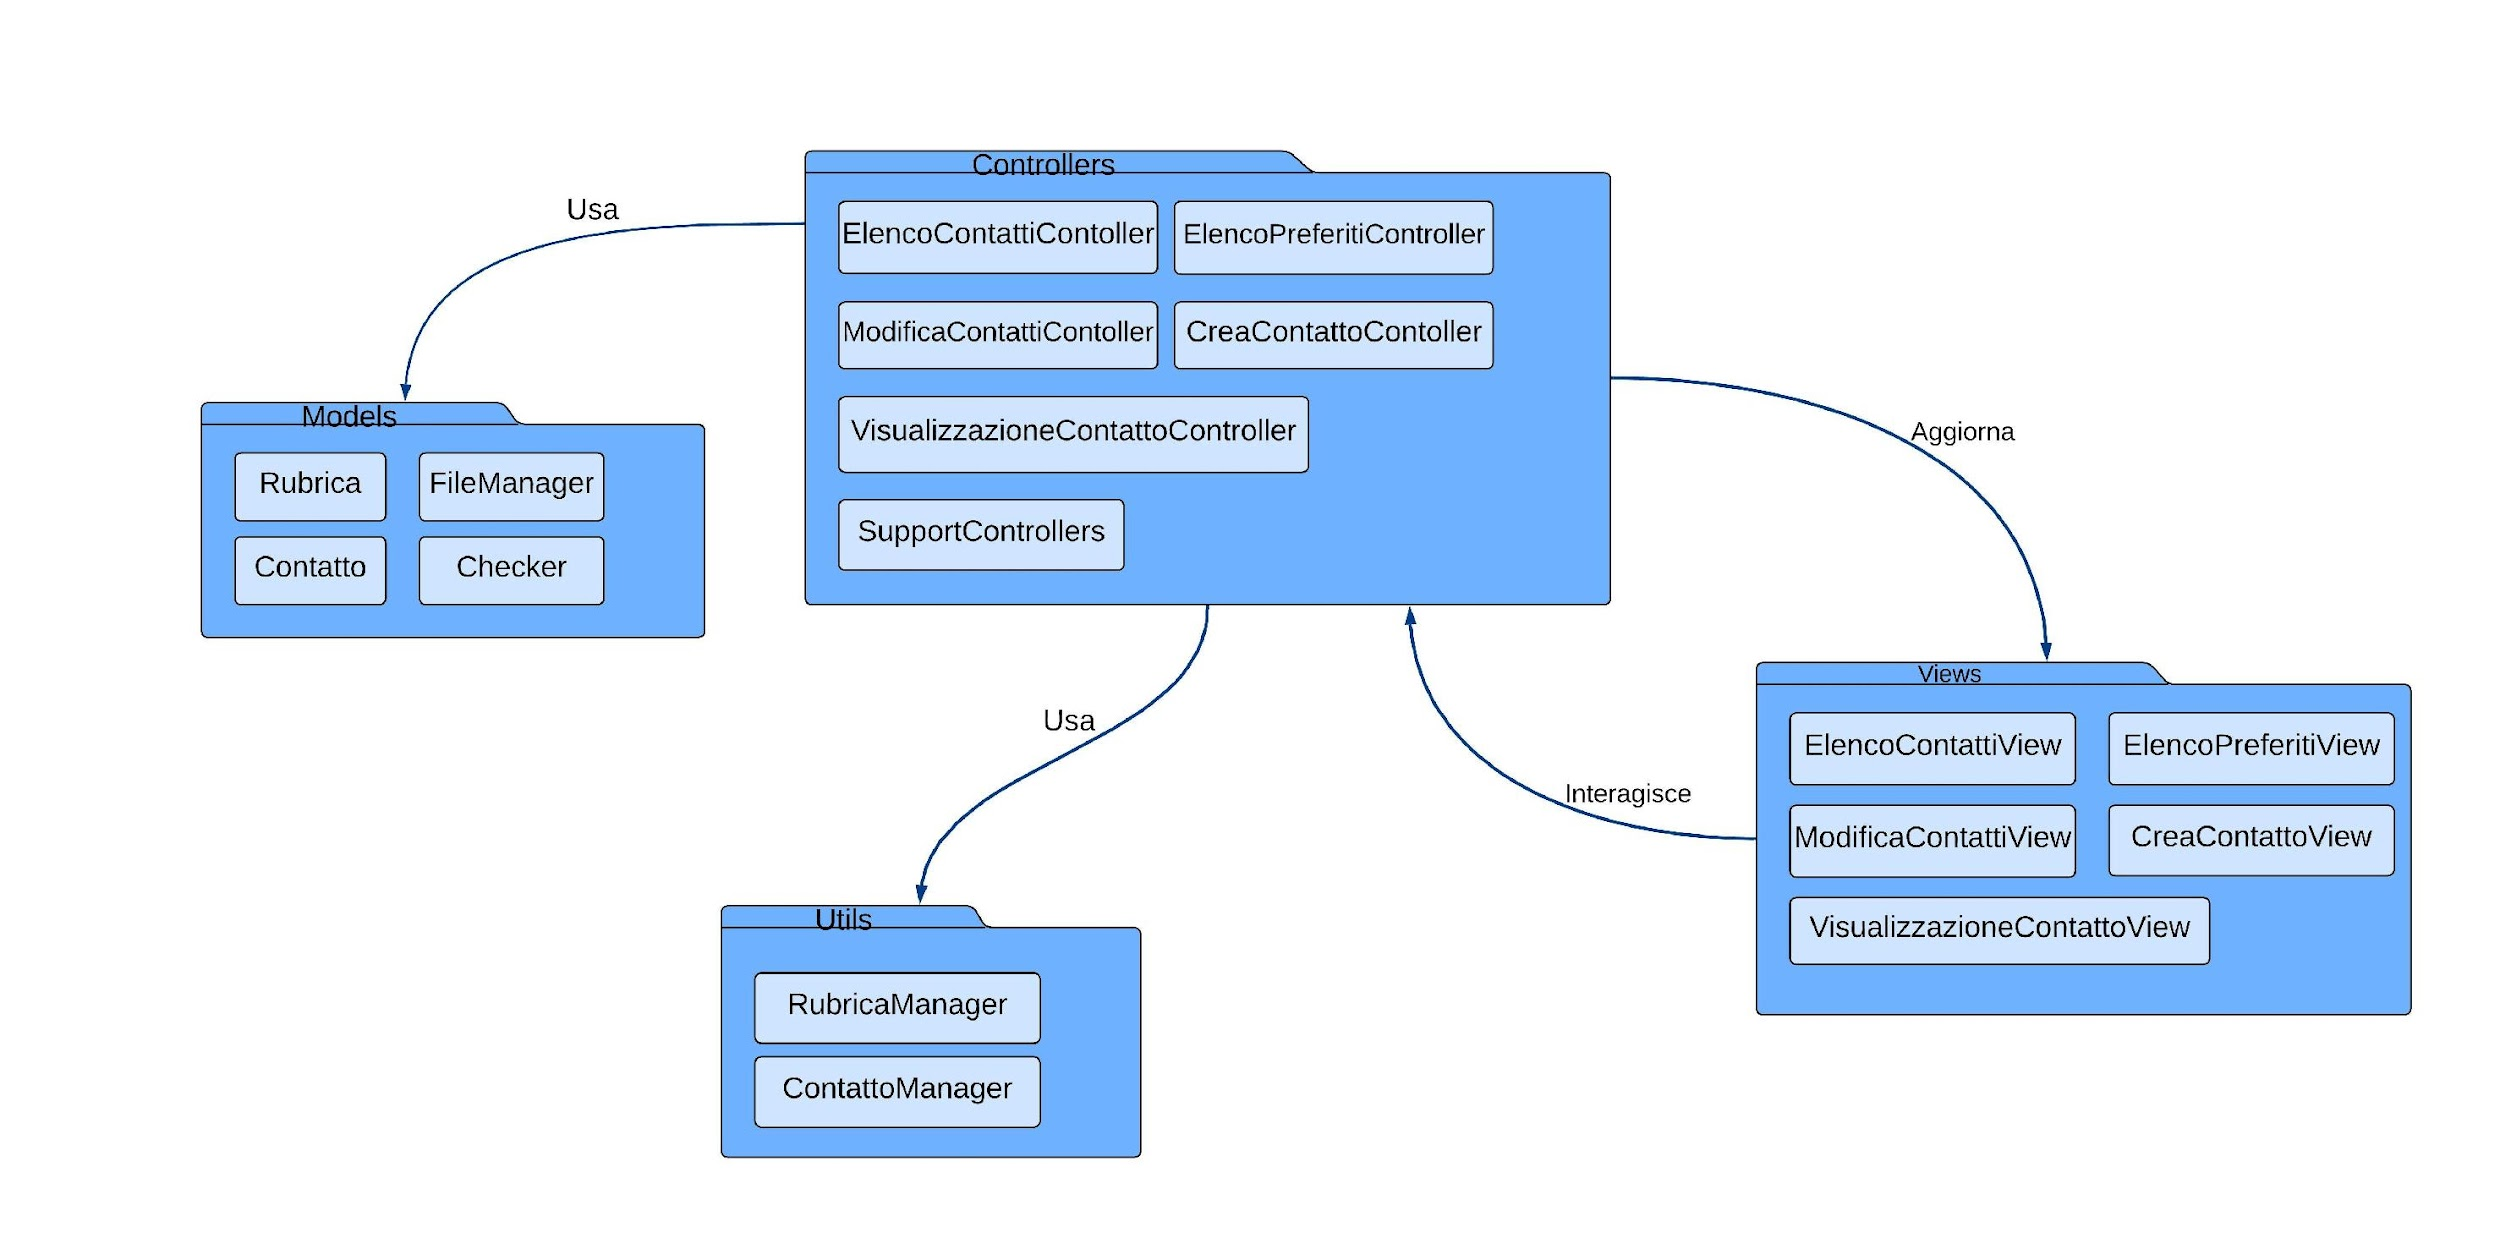 Controllers
Usa
ElencoContattiContoller
ElencoPreferitiController
ModificaContattiContoller
CreaContattoContoller
VisualizzazioneContattoController
SupportControllers
Aggiorna
Models
Rubrica
FileManager
Contatto
Checker
Usa
Interagisce
Views
ElencoContattiView
ElencoPreferitiView
ModificaContattiView
CreaContattoView
VisualizzazioneContattoView
Utils
RubricaManager
ContattoManager